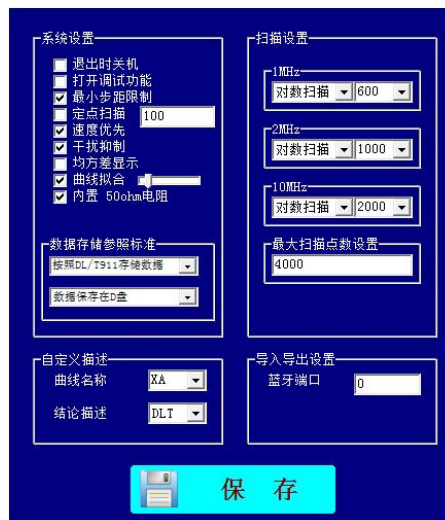 系统设置
退出时关机
打开调试功能
最小步距限制
定点扫描 100
速度优先
干扰抑制
均方差显示
曲线拟合
内置 50ohm电阻
数据存储参照标准
按照DL/T911存储数据
数据保存在D盘
扫描设置
1MHz
对数扫描 600
2MHz
对数扫描 1000
10MHz
对数扫描 2000
最大扫描点数设置
4000
自定义描述
曲线名称 XA
结论描述 DLT
导入导出设置
蓝牙端口 0
保 存